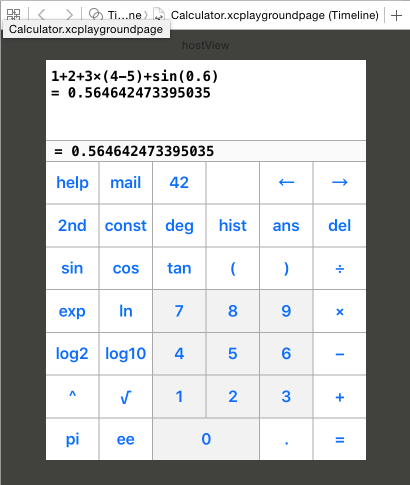 Ti...ne
Calculator.xcplaygroundpage (Timeline)
Calculator.xcplaygroundpage
hostView
1+2+3×(4−5)+sin(0.6)
= 0.564642473395035
= 0.564642473395035
help mail 42 ← →
2nd const deg hist ans del
sin cos tan ( ) ÷
exp ln 7 8 9 ×
log2 log10 4 5 6 −
^ √ 1 2 3 +
pi ee 0 . =